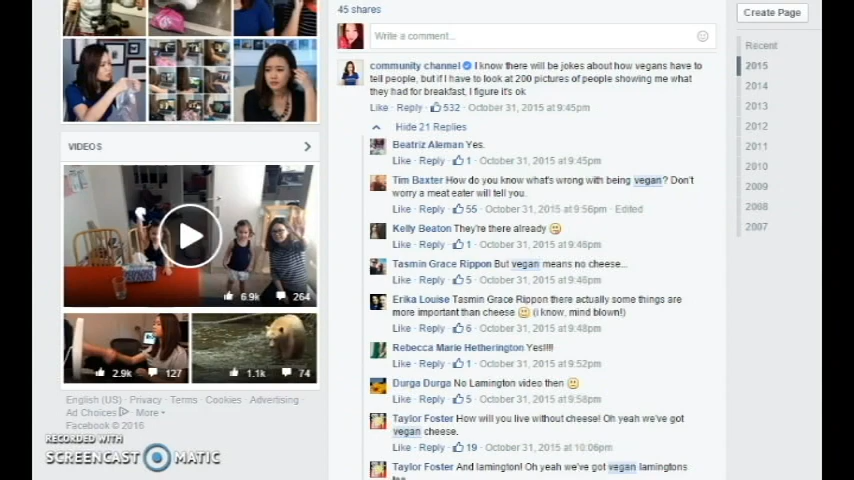 45 shares
Write a comment...
community channel I know there will be jokes about how vegans have to
tell people, but if I have to look at 200 pictures of people showing me what
they had for breakfast, I figure it's ok
Like · Reply · 532 · October 31, 2015 at 9:45pm
Hide 21 Replies
Beatriz Aleman Yes.
Like · Reply · 1 · October 31, 2015 at 9:45pm
Tim Baxter How do you know what's wrong with being vegan? Don't
worry a meat eater will tell you.
Like · Reply · 55 · October 31, 2015 at 9:56pm · Edited
Kelly Beaton They're there already
Like · Reply · 1 · October 31, 2015 at 9:46pm
Tasmin Grace Rippon But vegan means no cheese...
Like · Reply · 5 · October 31, 2015 at 9:46pm
Erika Louise Tasmin Grace Rippon there actually some things are
more important than cheese (i know, mind blown!)
Like · Reply · 6 · October 31, 2015 at 9:48pm
Rebecca Marie Hetherington Yes!!!!
Like · Reply · 1 · October 31, 2015 at 9:52pm
Durga Durga No Lamington video then
Like · Reply · 5 · October 31, 2015 at 9:58pm
Taylor Foster How will you live without cheese! Oh yeah we've got
vegan cheese.
Like · Reply · 19 · October 31, 2015 at 10:06pm
Taylor Foster And lamington! Oh yeah we've got vegan lamingtons
VIDEOS
6.9k 264
2.9k 127
1.1k 74
English (US) · Privacy · Terms · Cookies · Advertising ·
Ad Choices · More
Facebook © 2016
RECORDED WITH
SCREENCAST MATIC
Create Page
Recent
2015
2014
2013
2012
2011
2010
2009
2008
2007